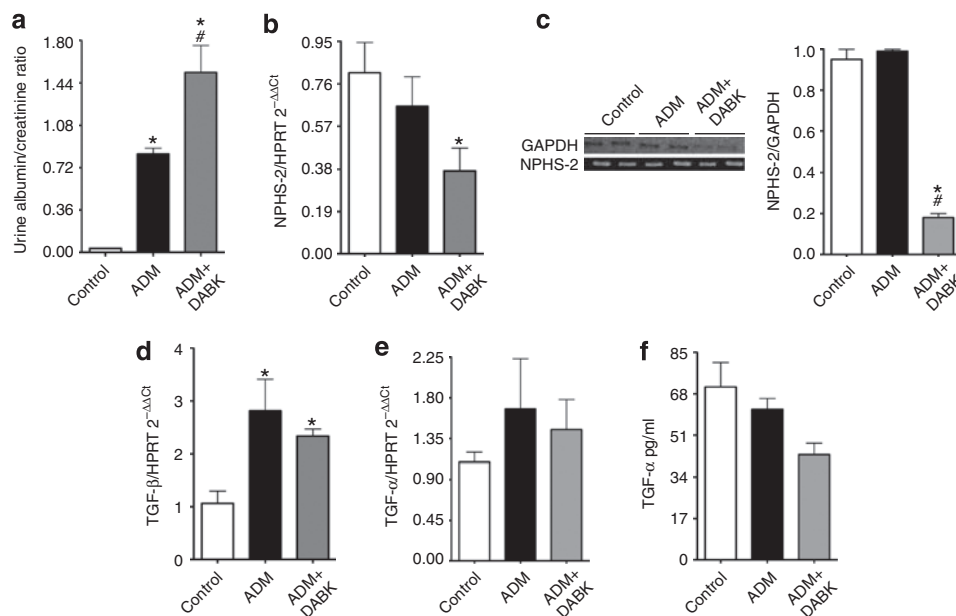 a
Urine albumin/creatinine ratio
1.80
1.44
1.08
0.72
0.36
0.00
*
*
#
Control
ADM
ADM+
DABK
b
NPHS-2/HPRT 2−ΔΔCt
0.95
0.76
0.57
0.38
0.19
0.00
*
Control
ADM
ADM+
DABK
c
Control
ADM
ADM+
DABK
GAPDH
NPHS-2
NPHS-2/GAPDH
1.0
0.8
0.6
0.4
0.2
0.0
*
#
Control
ADM
ADM+
DABK
d
TGF-β/HPRT 2−ΔΔCt
4
3
2
1
0
*
*
Control
ADM
ADM+
DABK
e
TGF-α/HPRT 2−ΔΔCt
2.25
1.80
1.35
0.90
0.45
0.00
Control
ADM
ADM+
DABK
f
TGF-α pg/ml
85
68
51
34
17
0
Control
ADM
ADM+
DABK